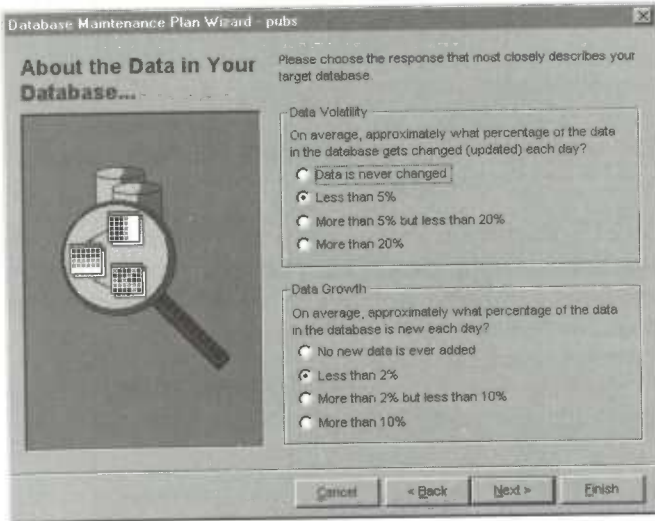 Database Maintenance Plan Wizard - pubs
About the Data in Your
Database...
Please choose the response that most closely describes your
target database.
Data Volatility
On average, approximately what percentage of the data
in the database gets changed (updated) each day?
Data is never changed
Less than 5%
More than 5% but less than 20%
More than 20%
Data Growth
On average, approximately what percentage of the data
in the database is new each day?
No new data is ever added
Less than 2%
More than 2% but less than 10%
More than 10%
Cancel
< Back
Next >
Finish